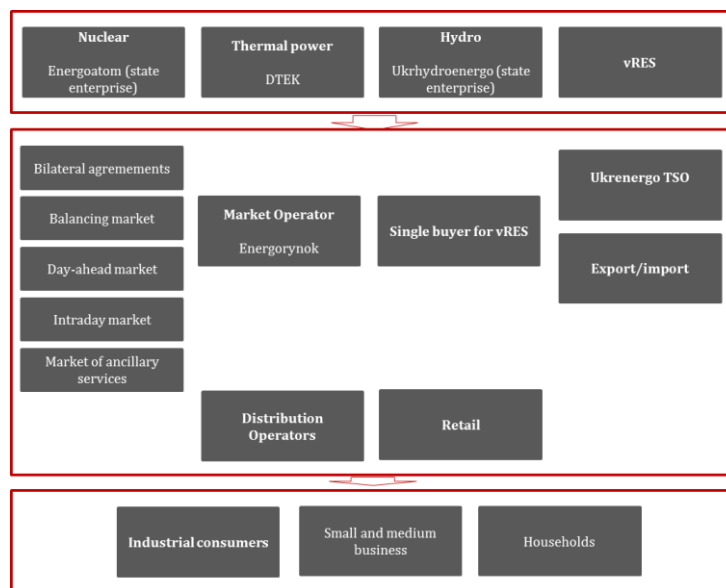 Nuclear
Energoatom (state
enterprise)
Thermal power
DTEK
Hydro
Ukrhydroenergo (state
enterprise)
vRES
Bilateral agremements
Balancing market
Day-ahead market
Intraday market
Market of ancillary
services
Market Operator
Energorynok
Single buyer for vRES
Ukrenergo TSO
Export/import
Distribution
Operators
Retail
Industrial consumers
Small and medium
business
Households